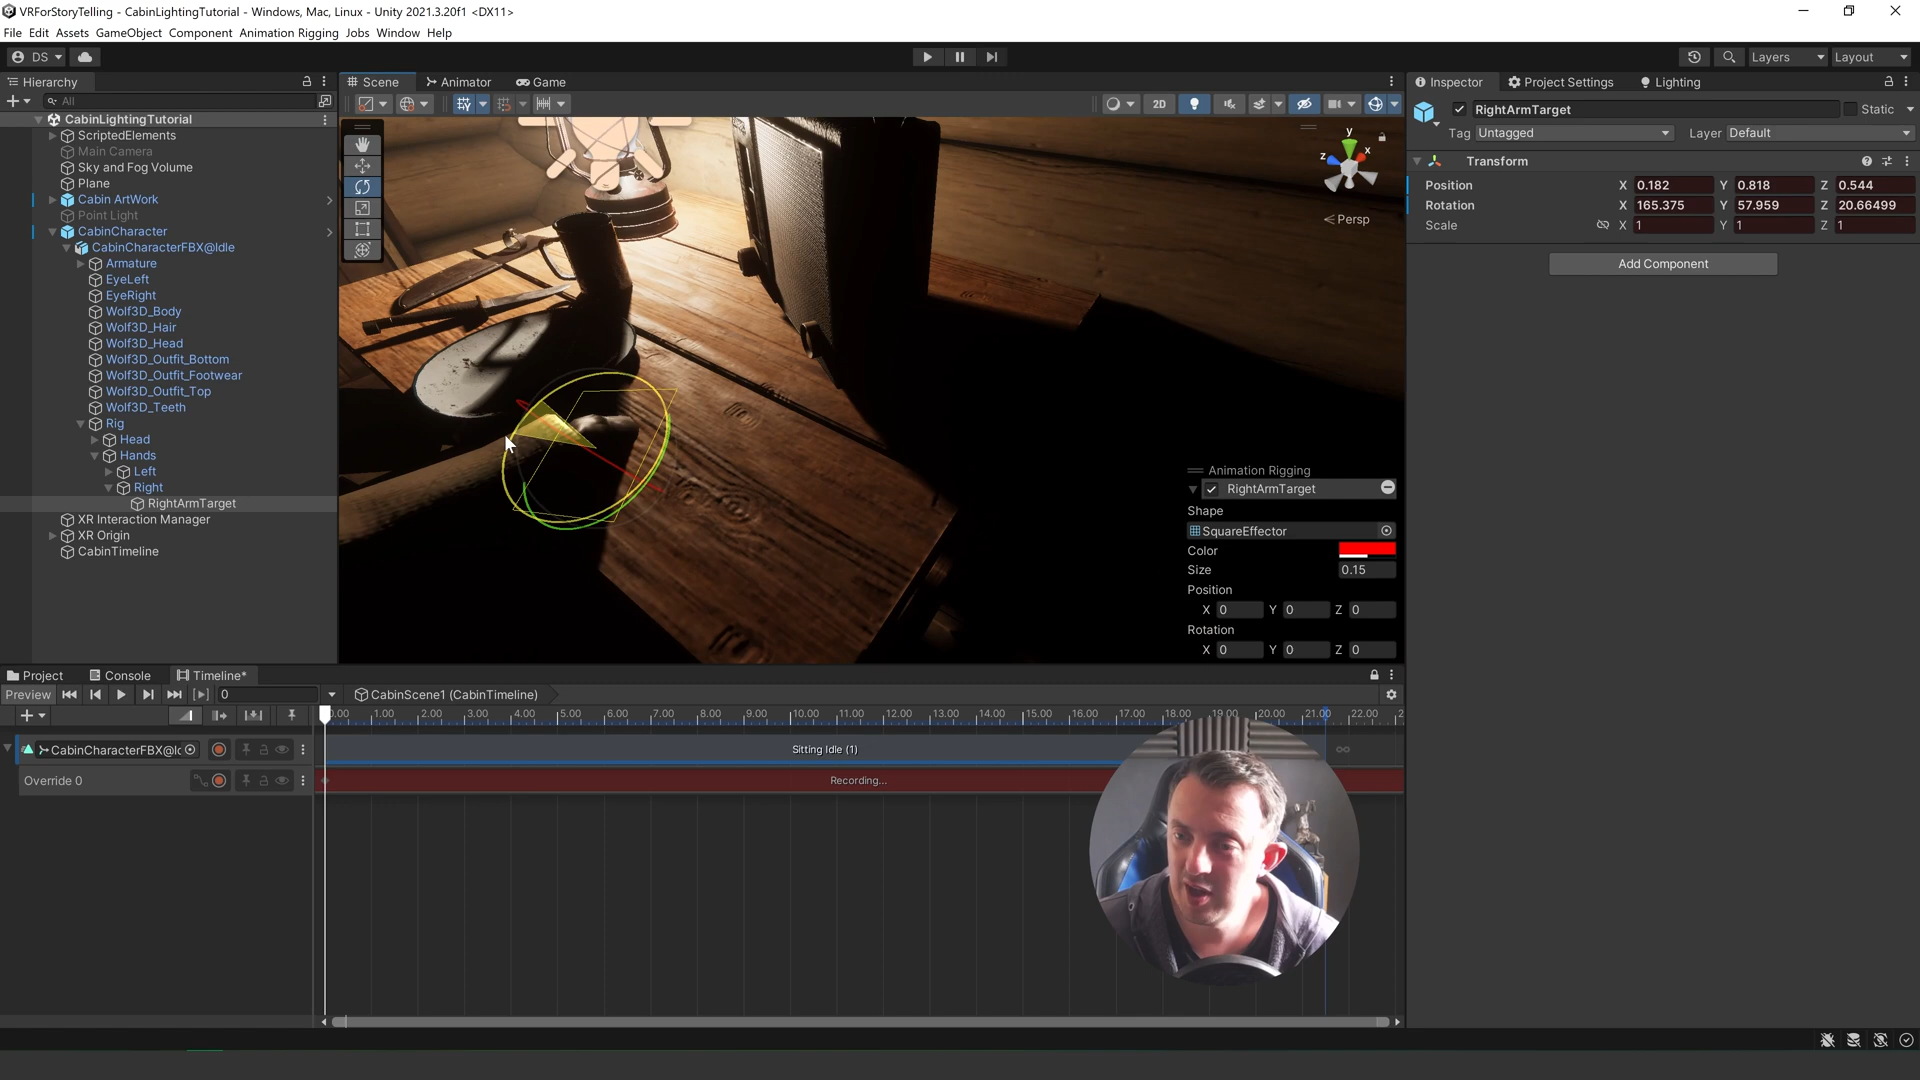 VRForStoryTelling - CabinLightingTutorial - Windows, Mac, Linux - Unity 2021.3.20f1 <DX11>
File Edit Assets GameObject Component Animation Rigging Jobs Window Help
DS Layers Layout
Hierarchy
All
CabinLightingTutorial
ScriptedElements
Main Camera
Sky and Fog Volume
Plane
Cabin ArtWork
Point Light
CabinCharacter
CabinCharacterFBX@Idle
Armature
EyeLeft
EyeRight
Wolf3D_Body
Wolf3D_Hair
Wolf3D_Head
Wolf3D_Outfit_Bottom
Wolf3D_Outfit_Footwear
Wolf3D_Outfit_Top
Wolf3D_Teeth
Rig
Head
Hands
Left
Right
RightArmTarget
XR Interaction Manager
XR Origin
CabinTimeline
Scene Animator Game
2D
y
z x
Persp
Animation Rigging
RightArmTarget
Shape
SquareEffector
Color
Size 0.15
Position
X 0 Y 0 Z 0
Rotation
X 0 Y 0 Z 0
Inspector Project Settings Lighting
RightArmTarget Static
Tag Untagged Layer Default
Transform
Position X 0.182 Y 0.818 Z 0.544
Rotation X 165.375 Y 57.959 Z 20.66499
Scale X 1 Y 1 Z 1
Add Component
Project Console Timeline*
Preview 0 CabinScene1 (CabinTimeline)
0.00 1.00 2.00 3.00 4.00 5.00 6.00 7.00 8.00 9.00 10.00 11.00 12.00 13.00 14.00 15.00 16.00 17.00 18.00 19.00 20.00 21.00 22.00 2
CabinCharacterFBX@Ic Sitting Idle (1)
Override 0 Recording...